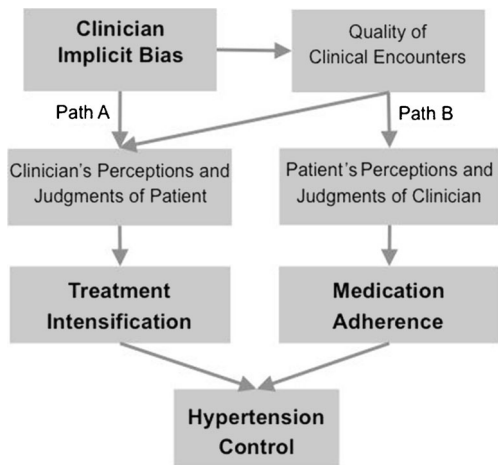 Clinician
Implicit Bias
Quality of
Clinical Encounters
Path A
Path B
Clinician's Perceptions and
Judgments of Patient
Patient's Perceptions and
Judgments of Clinician
Treatment
Intensification
Medication
Adherence
Hypertension
Control